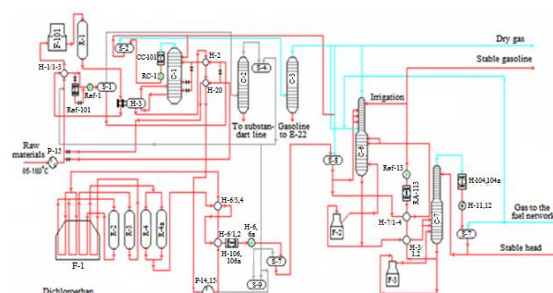 F-101
R-1
H-1/1-3
Ref-1
S-1
Ref-101
H-3
S-2
CC-101
RC-1
C-1
H-2
H-20
C-2
S-4
C-3
To substan-
dart line
Gasoline
to E-22
Dry gas
Stable gasoline
Irrigation
C-6
Ref-13
RA-113
S-8
F-2
H-7/1-4
H-3/
1,2
F-3
C-7
H-104,104a
H-11,12
S-7
Gas to the
fuel network
Stable head
P-15
Raw
materials
85-180°C
F-1
R-2
R-3
R-4
R-4a
H-6/3,4
H-6/1,2
H-106,
106a
H-6,
6a
S-7
S-9
P-14,15
Dichloroethan